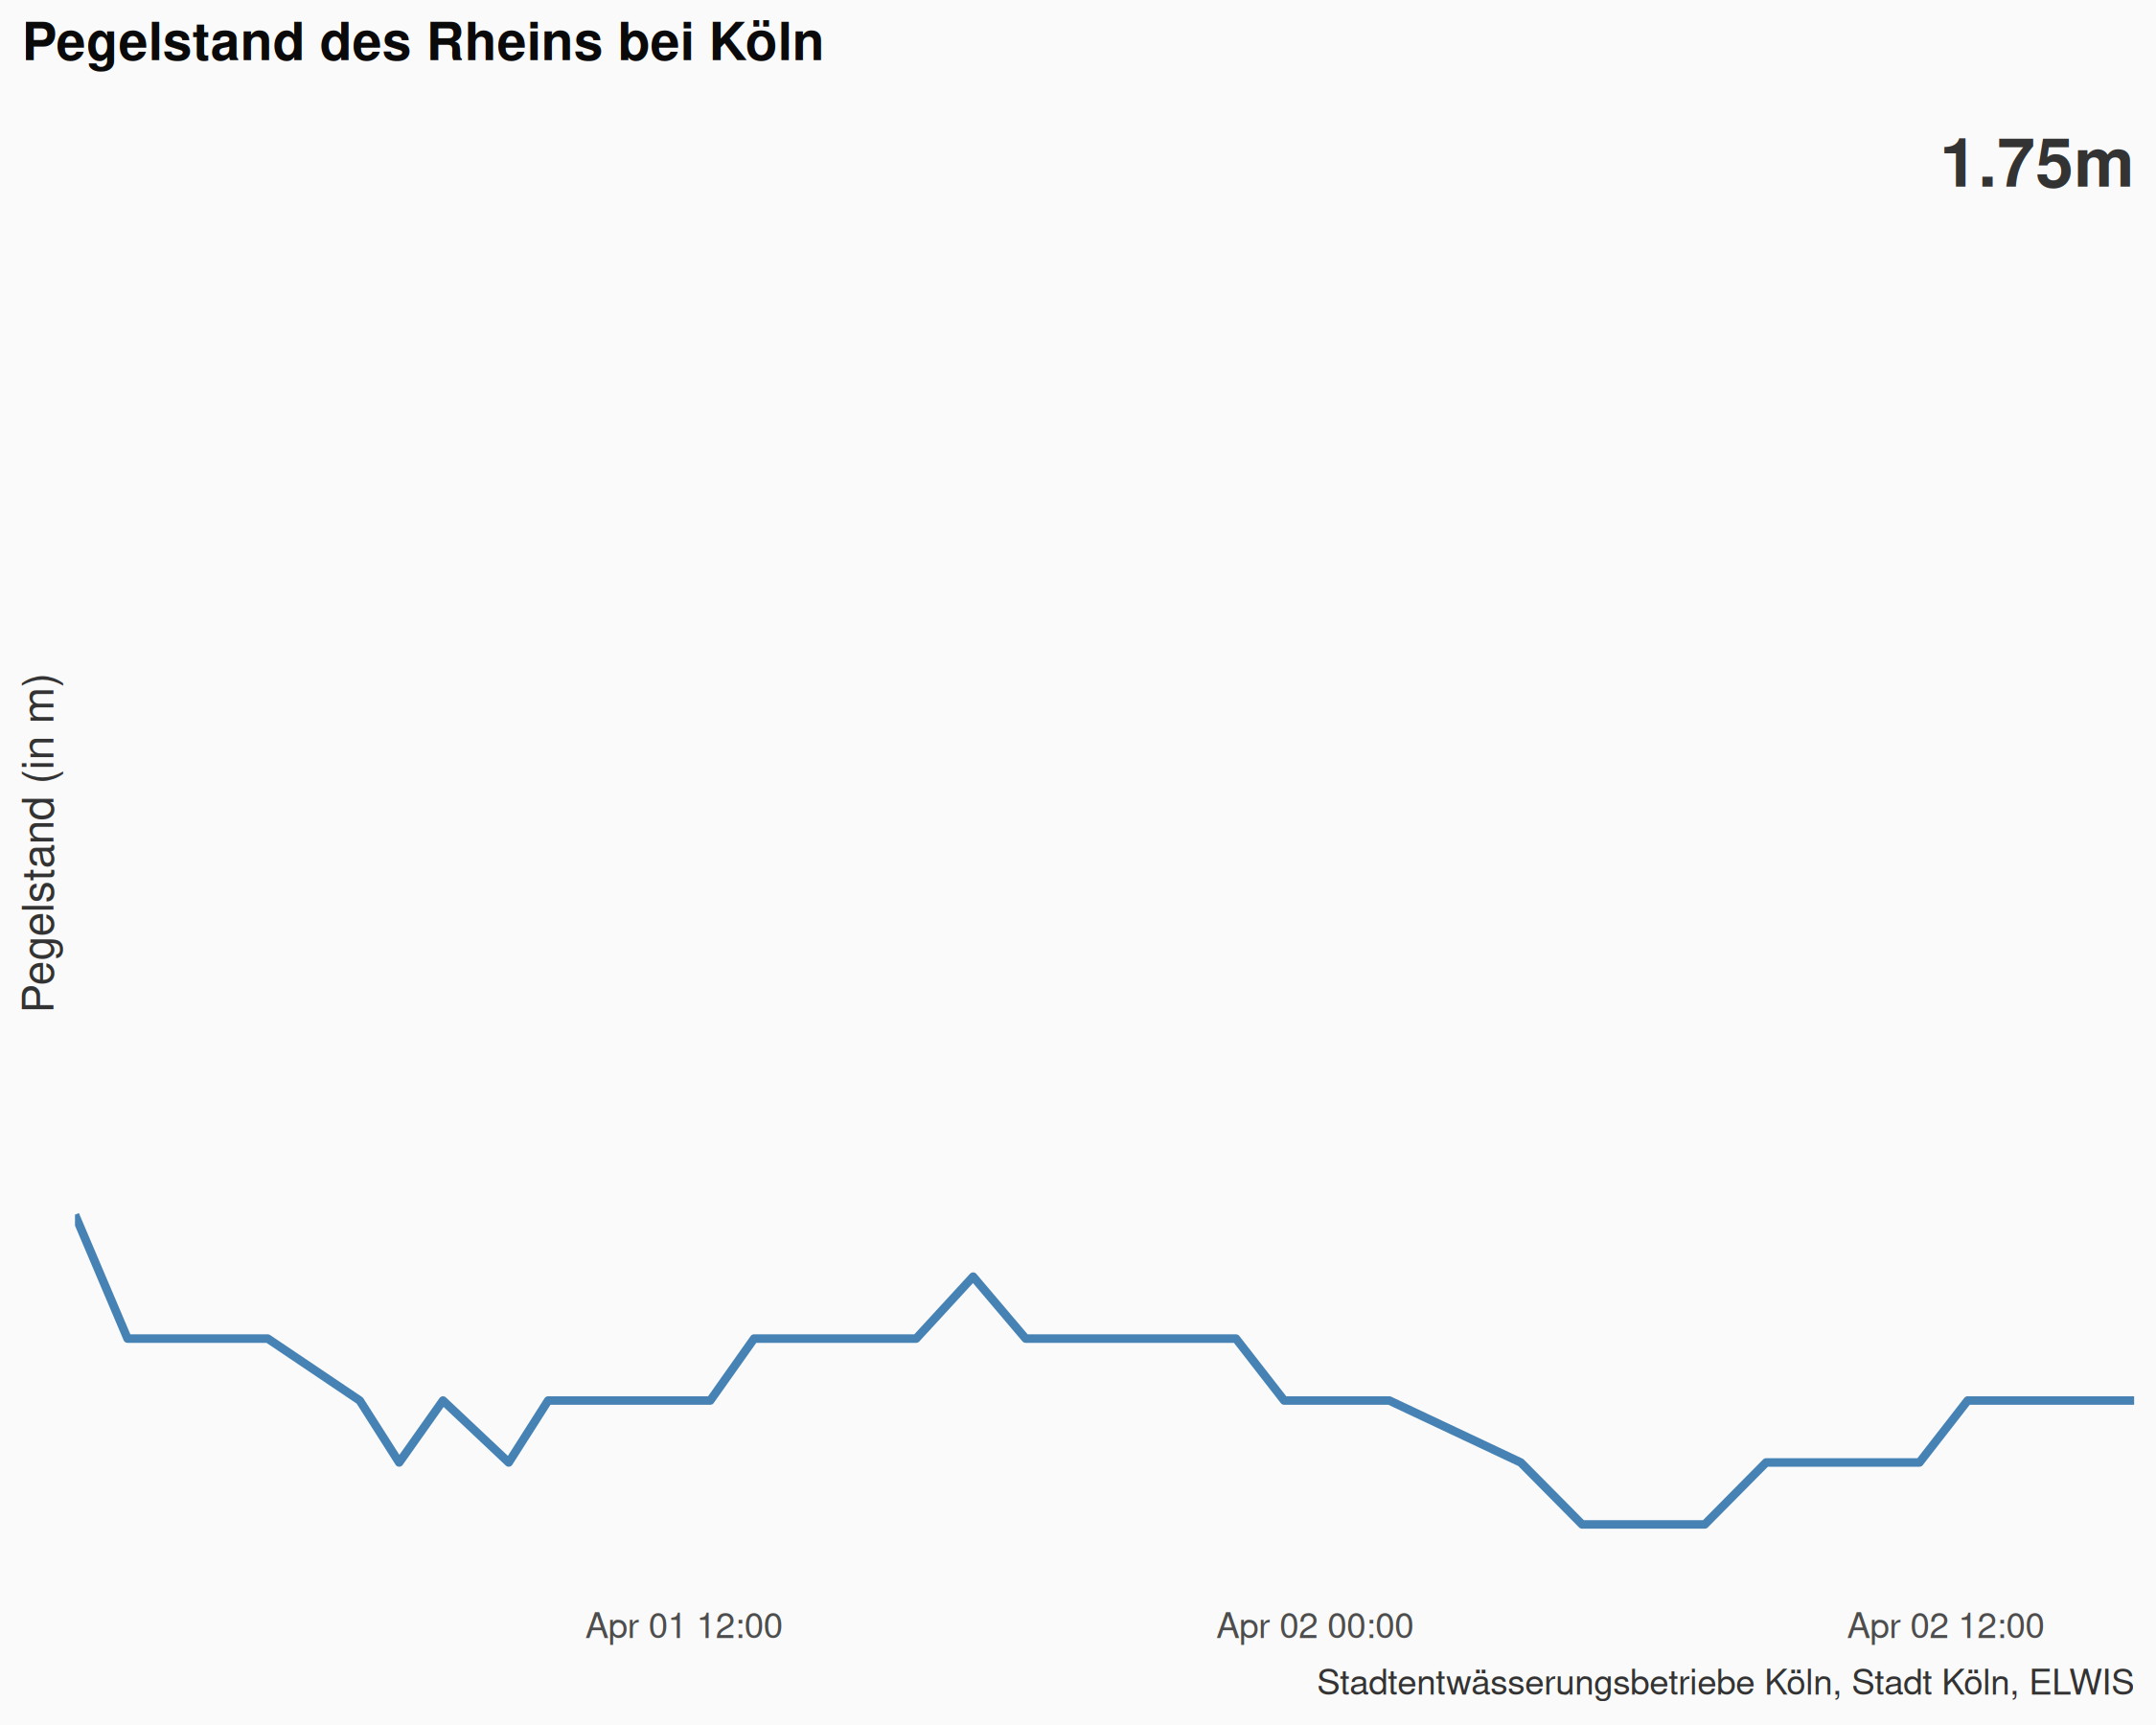 Pegelstand des Rheins bei Köln
1.75m
Pegelstand (in m)
Apr 01 12:00
Apr 02 00:00
Apr 02 12:00
Stadtentwässerungsbetriebe Köln, Stadt Köln, ELWIS